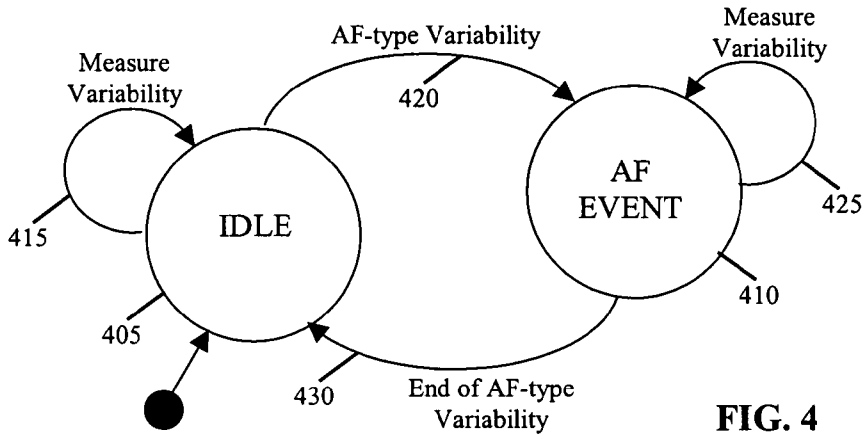 Measure
Variability
AF-type Variability
420
Measure
Variability
415
IDLE
AF
EVENT
425
405
410
430
End of AF-type
Variability
FIG. 4